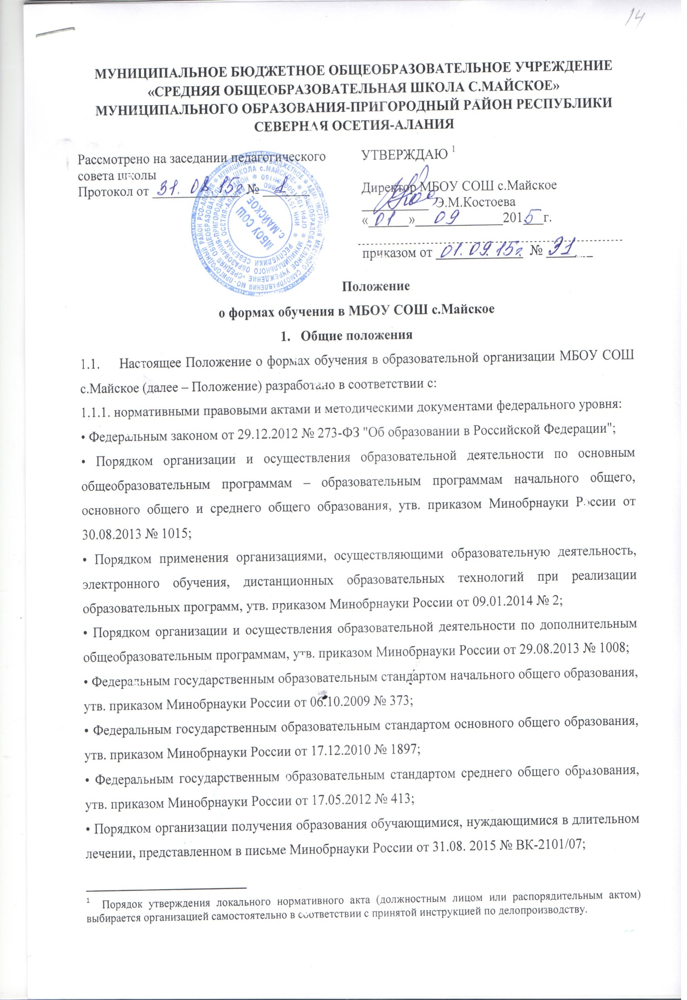 14
МУНИЦИПАЛЬНОЕ БЮДЖЕТНОЕ ОБЩЕОБРАЗОВАТЕЛЬНОЕ УЧРЕЖДЕНИЕ
«СРЕДНЯЯ ОБЩЕОБРАЗОВАТЕЛЬНАЯ ШКОЛА С.МАЙСКОЕ»
МУНИЦИПАЛЬНОГО ОБРАЗОВАНИЯ-ПРИГОРОДНЫЙ РАЙОН РЕСПУБЛИКИ
СЕВЕРНАЯ ОСЕТИЯ-АЛАНИЯ
Рассмотрено на заседании педагогического
совета школы
Протокол от 31. 08. 15г. № 1
МБОУ СОШ
с.МАЙСКОЕ
УТВЕРЖДАЮ 1
Директор МБОУ СОШ с.Майское
Э.М.Костоева
«01» 09 2015 г.
приказом от 01.09.15г. № 31.
Положение
о формах обучения в МБОУ СОШ с.Майское
1. Общие положения
1.1. Настоящее Положение о формах обучения в образовательной организации МБОУ СОШ
с.Майское (далее – Положение) разработано в соответствии с:
1.1.1. нормативными правовыми актами и методическими документами федерального уровня:
• Федеральным законом от 29.12.2012 № 273-ФЗ "Об образовании в Российской Федерации";
• Порядком организации и осуществления образовательной деятельности по основным
общеобразовательным программам – образовательным программам начального общего,
основного общего и среднего общего образования, утв. приказом Минобрнауки России от
30.08.2013 № 1015;
• Порядком применения организациями, осуществляющими образовательную деятельность,
электронного обучения, дистанционных образовательных технологий при реализации
образовательных программ, утв. приказом Минобрнауки России от 09.01.2014 № 2;
• Порядком организации и осуществления образовательной деятельности по дополнительным
общеобразовательным программам, утв. приказом Минобрнауки России от 29.08.2013 № 1008;
• Федеральным государственным образовательным стандартом начального общего образования,
утв. приказом Минобрнауки России от 06.10.2009 № 373;
• Федеральным государственным образовательным стандартом основного общего образования,
утв. приказом Минобрнауки России от 17.12.2010 № 1897;
• Федеральным государственным образовательным стандартом среднего общего образования,
утв. приказом Минобрнауки России от 17.05.2012 № 413;
• Порядком организации получения образования обучающимися, нуждающимися в длительном
лечении, представленном в письме Минобрнауки России от 31.08. 2015 № ВК-2101/07;
1 Порядок утверждения локального нормативного акта (должностным лицом или распорядительным актом)
выбирается организацией самостоятельно в соответствии с принятой инструкцией по делопроизводству.